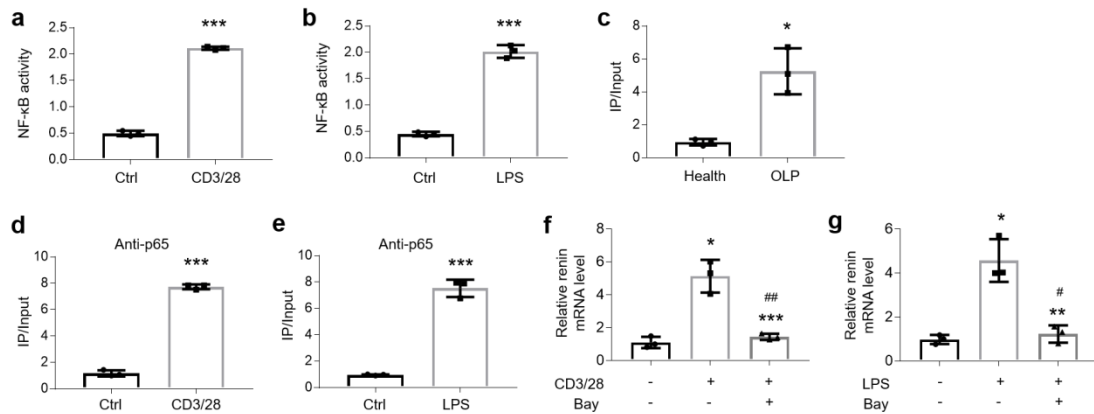 a
NF-κB activity
2.5
2.0
1.5
1.0
0.5
0.0
***
Ctrl
CD3/28
b
NF-κB activity
2.5
2.0
1.5
1.0
0.5
0.0
***
Ctrl
LPS
c
IP/Input
8
6
4
2
0
*
Health
OLP
d
Anti-p65
IP/Input
10
8
6
4
2
0
***
Ctrl
CD3/28
e
Anti-p65
IP/Input
10
8
6
4
2
0
***
Ctrl
LPS
f
Relative renin
mRNA level
8
6
4
2
0
*
##
***
CD3/28 - + +
Bay - - +
g
Relative renin
mRNA level
6
4
2
0
*
#
**
LPS - + +
Bay - - +